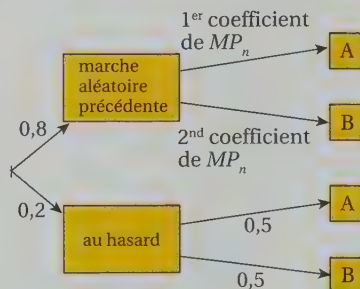 1er coefficient
de MPn
A
marche
aléatoire
précédente
B
0,8
2nd coefficient
de MPn
A
0,2
au hasard
0,5
0,5
B